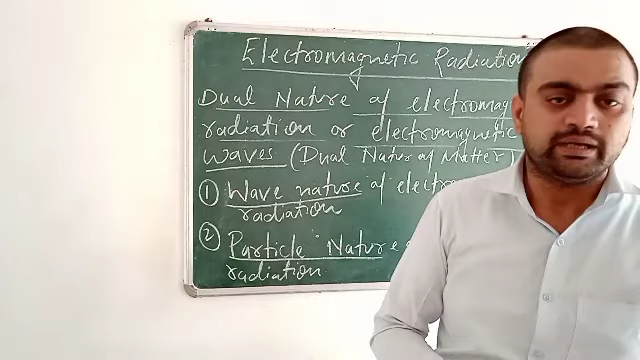 Electromagnetic Radiation
Dual Nature of electromag
radiation or electromagnetic
waves (Dual Natur of Matter)
① Wave nature of electro
radiation
② Particle Nature
radiation